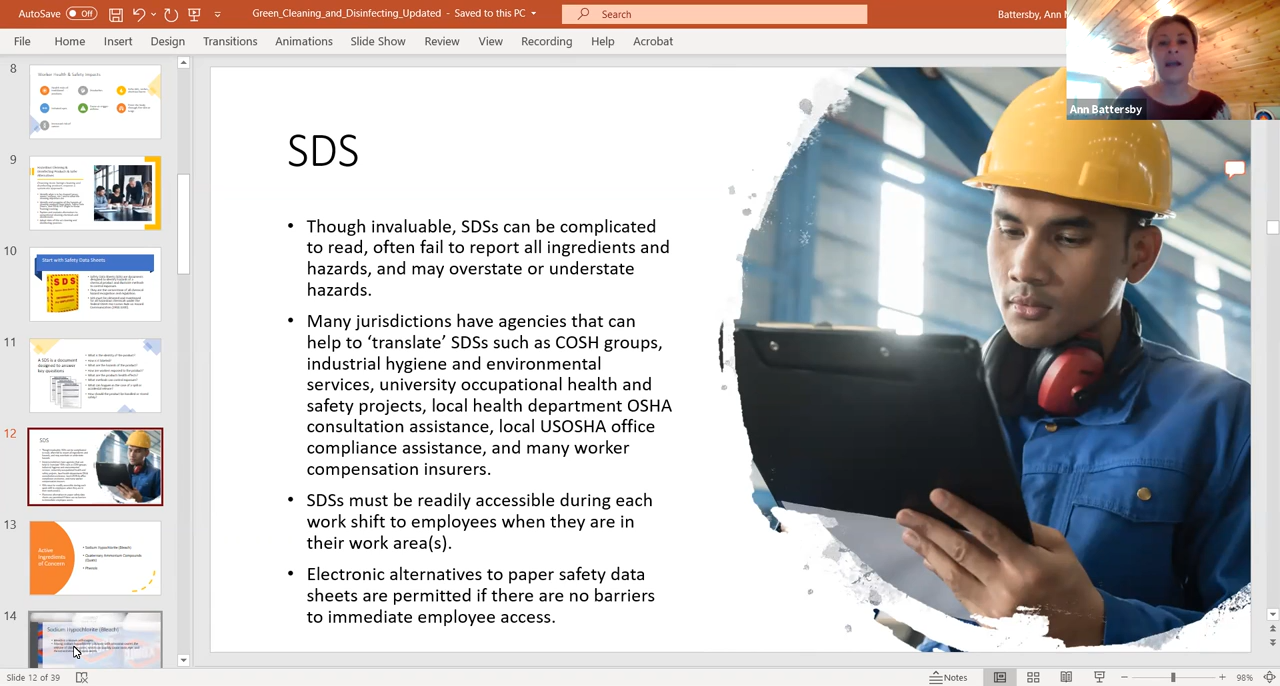 AutoSave Off
Green_Cleaning_and_Disinfecting_Updated - Saved to this PC
Search
Battersby, Ann M
File Home Insert Design Transitions Animations Slide Show Review View Recording Help Acrobat
Ann Battersby
8
Worker Health & Safety Impacts
9
10
Start with Safety Data Sheets
SDS
11
A SDS is a document
designed to answer
key questions
12
SDS
13
Active
Ingredients
of Concern
• Sodium Hypochlorite (Bleach)
• Quaternary Ammonium Compounds
(Quats)
• Phenols
14
Sodium Hypochlorite (Bleach)
SDS
• Though invaluable, SDSs can be complicated
to read, often fail to report all ingredients and
hazards, and may overstate or understate
hazards.
• Many jurisdictions have agencies that can
help to ‘translate’ SDSs such as COSH groups,
industrial hygiene and environmental
services, university occupational health and
safety projects, local health department OSHA
consultation assistance, local USOSHA office
compliance assistance, and many worker
compensation insurers.
• SDSs must be readily accessible during each
work shift to employees when they are in
their work area(s).
• Electronic alternatives to paper safety data
sheets are permitted if there are no barriers
to immediate employee access.
Slide 12 of 39
Notes
98%